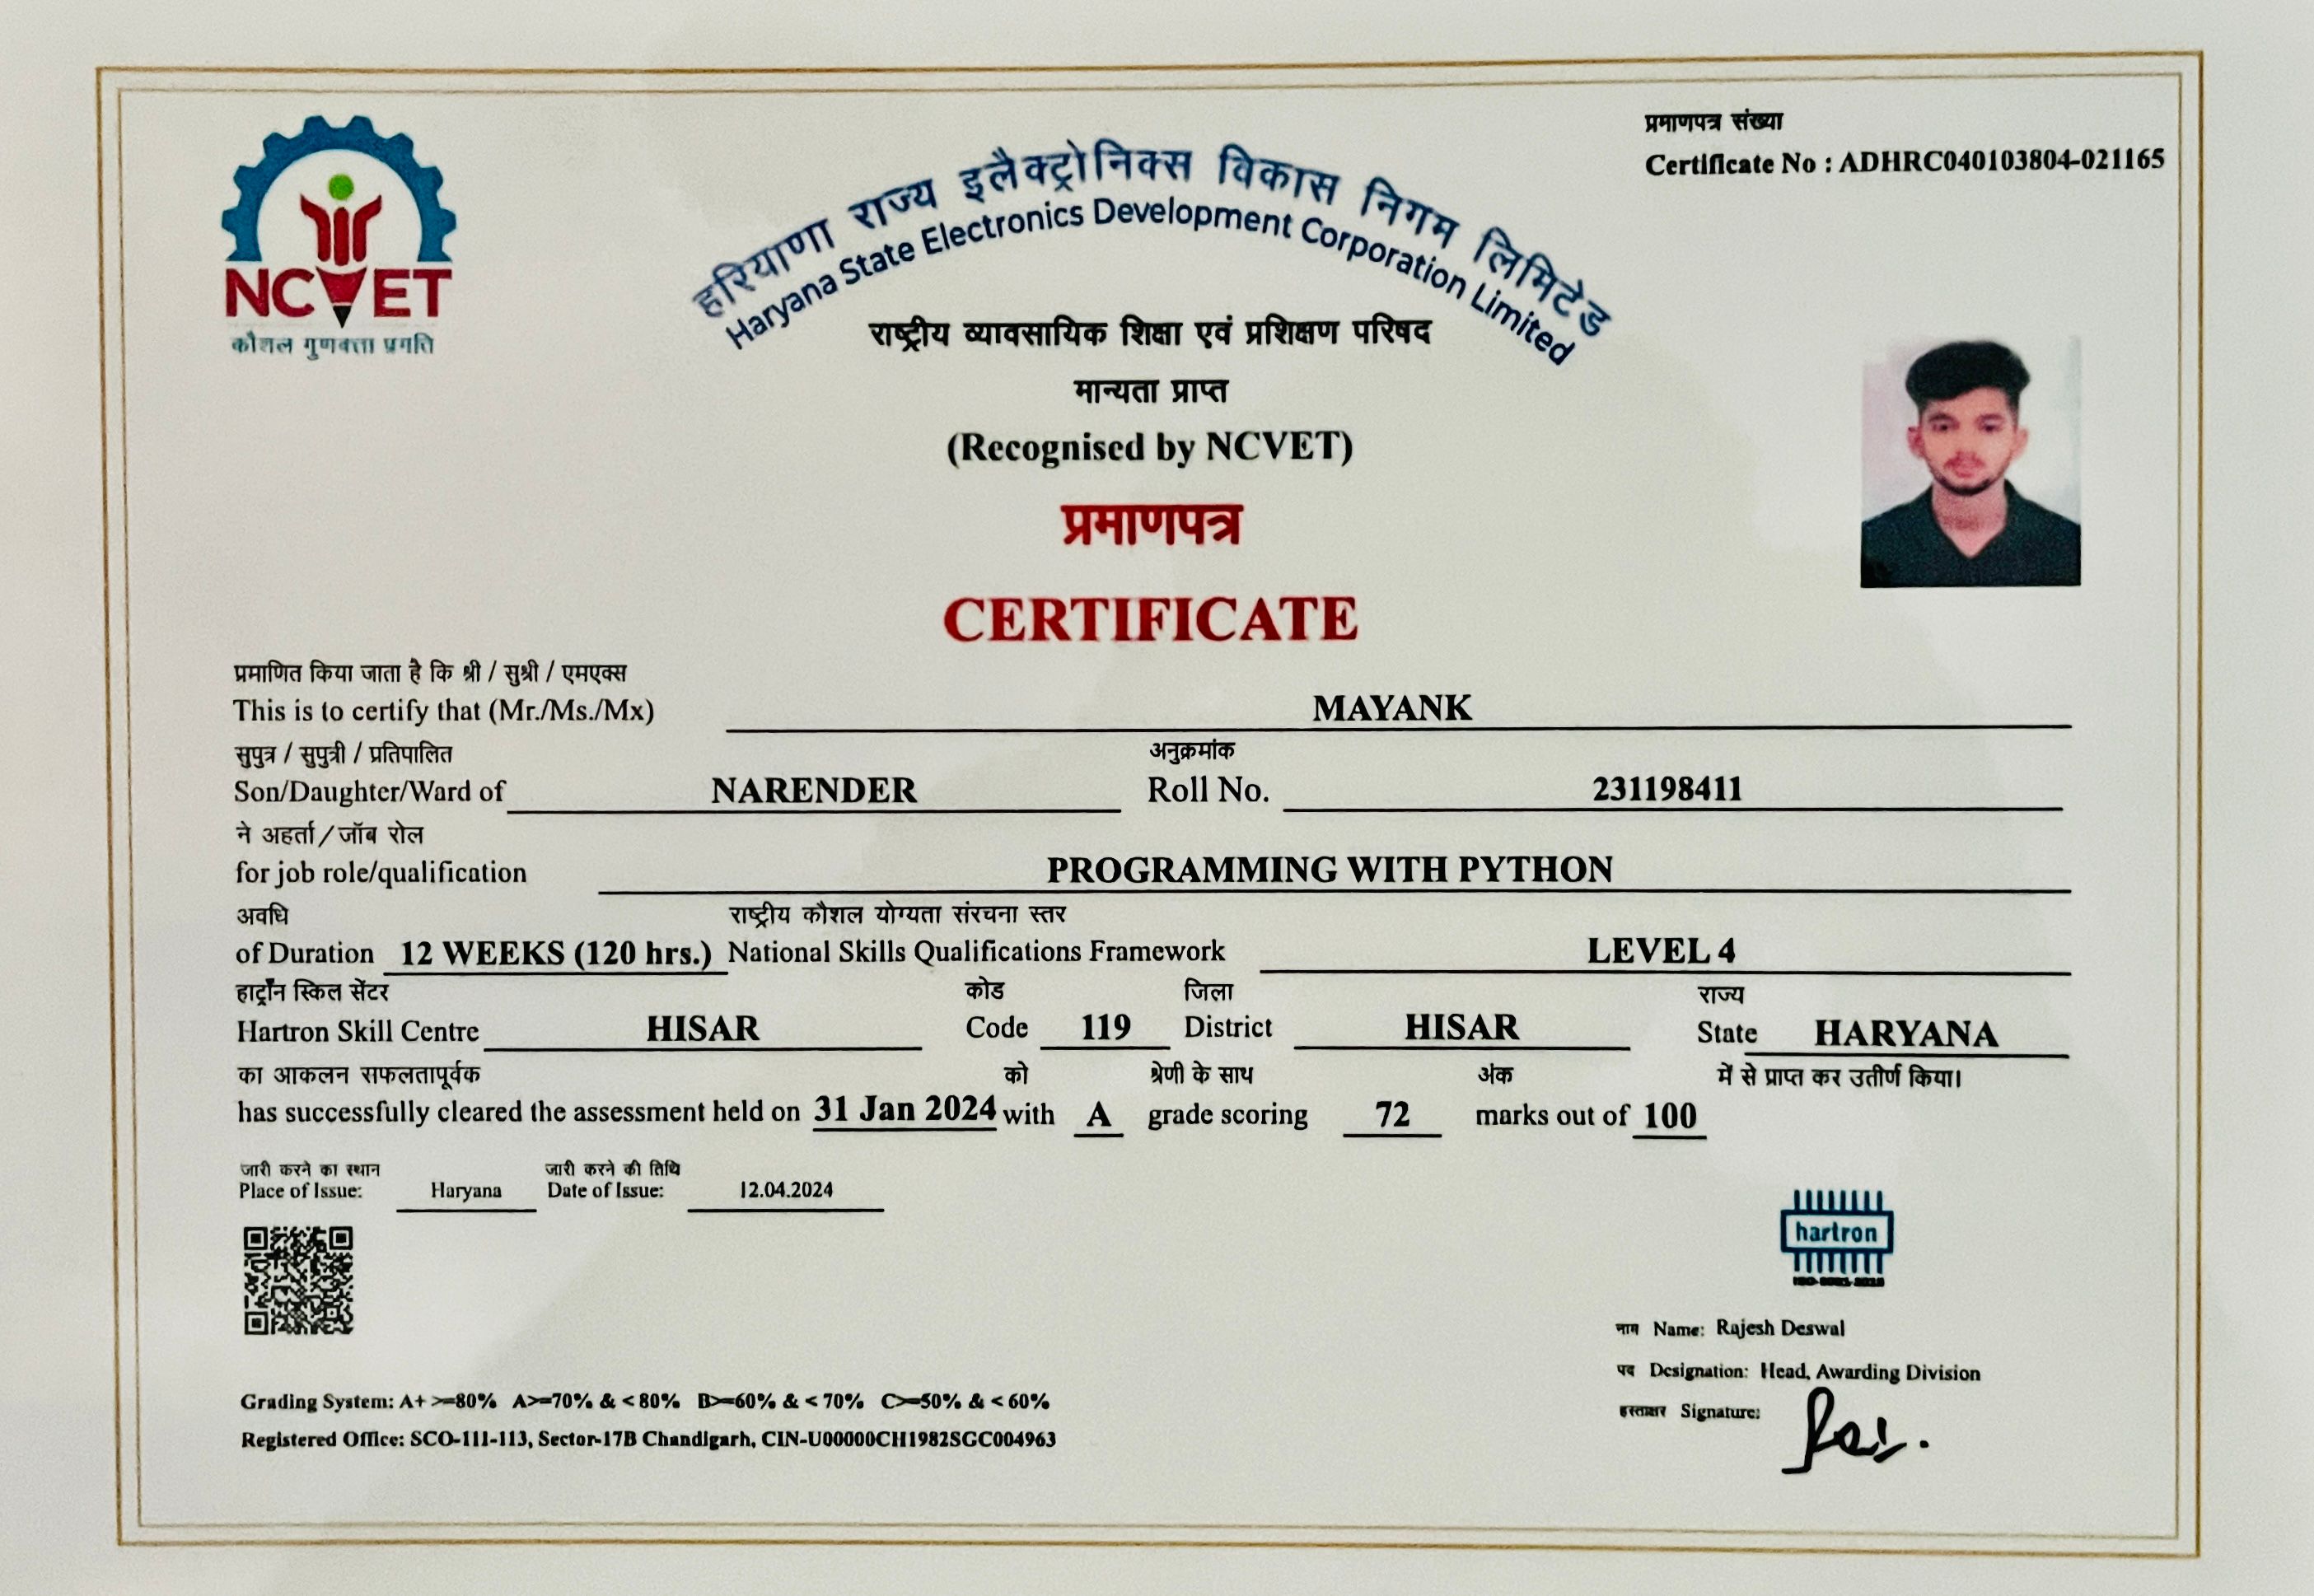 प्रमाणपत्र संख्या
Certificate No : ADHRC040103804-021165
NCVET
कौशल गुणवत्ता प्रगति
हरियाणा राज्य इलैक्ट्रोनिक्स विकास निगम लिमिटेड
Haryana State Electronics Development Corporation Limited
राष्ट्रीय व्यावसायिक शिक्षा एवं प्रशिक्षण परिषद
मान्यता प्राप्त
(Recognised by NCVET)
प्रमाणपत्र
CERTIFICATE
प्रमाणित किया जाता है कि श्री / सुश्री / एमएक्स
This is to certify that (Mr./Ms./Mx) MAYANK
सुपुत्र / सुपुत्री / प्रतिपालित अनुक्रमांक
Son/Daughter/Ward of NARENDER Roll No. 231198411
ने अहर्ता/जॉब रोल
for job role/qualification PROGRAMMING WITH PYTHON
अवधि राष्ट्रीय कौशल योग्यता संरचना स्तर
of Duration 12 WEEKS (120 hrs.) National Skills Qualifications Framework LEVEL 4
हार्ट्रॉन स्किल सेंटर कोड जिला राज्य
Hartron Skill Centre HISAR Code 119 District HISAR State HARYANA
का आकलन सफलतापूर्वक को श्रेणी के साथ अंक में से प्राप्त कर उतीर्ण किया।
has successfully cleared the assessment held on 31 Jan 2024 with A grade scoring 72 marks out of 100
जारी करने का स्थान जारी करने की तिथि
Place of Issue: Haryana Date of Issue: 12.04.2024
hartron
ISO-9001:2015
नाम Name: Rajesh Deswal
पद Designation: Head, Awarding Division
हस्ताक्षर Signature:
Grading System: A+ >=80% A>=70% & <80% B>=60% & <70% C>=50% & <60%
Registered Office: SCO-111-113, Sector-17B Chandigarh, CIN-U00000CH1982SGC004963